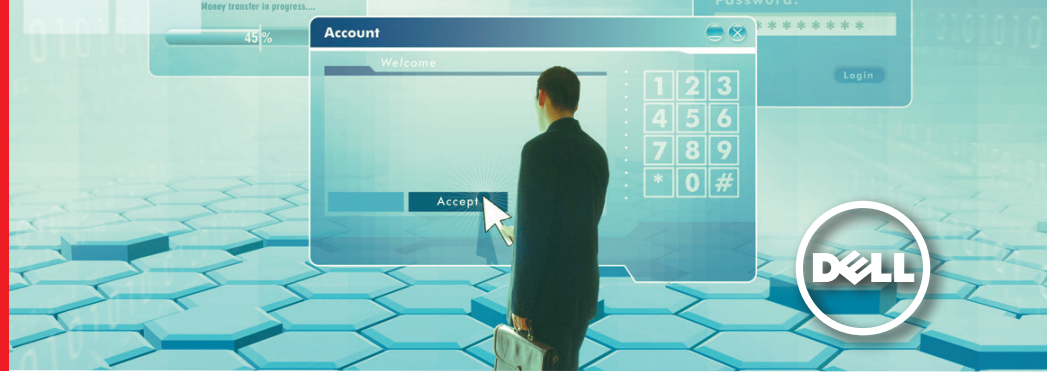 Money transfer in progress....
45%
Password:
* * * * * * * *
Login
Account
Welcome
1 2 3
4 5 6
7 8 9
* 0 #
Accept
DELL